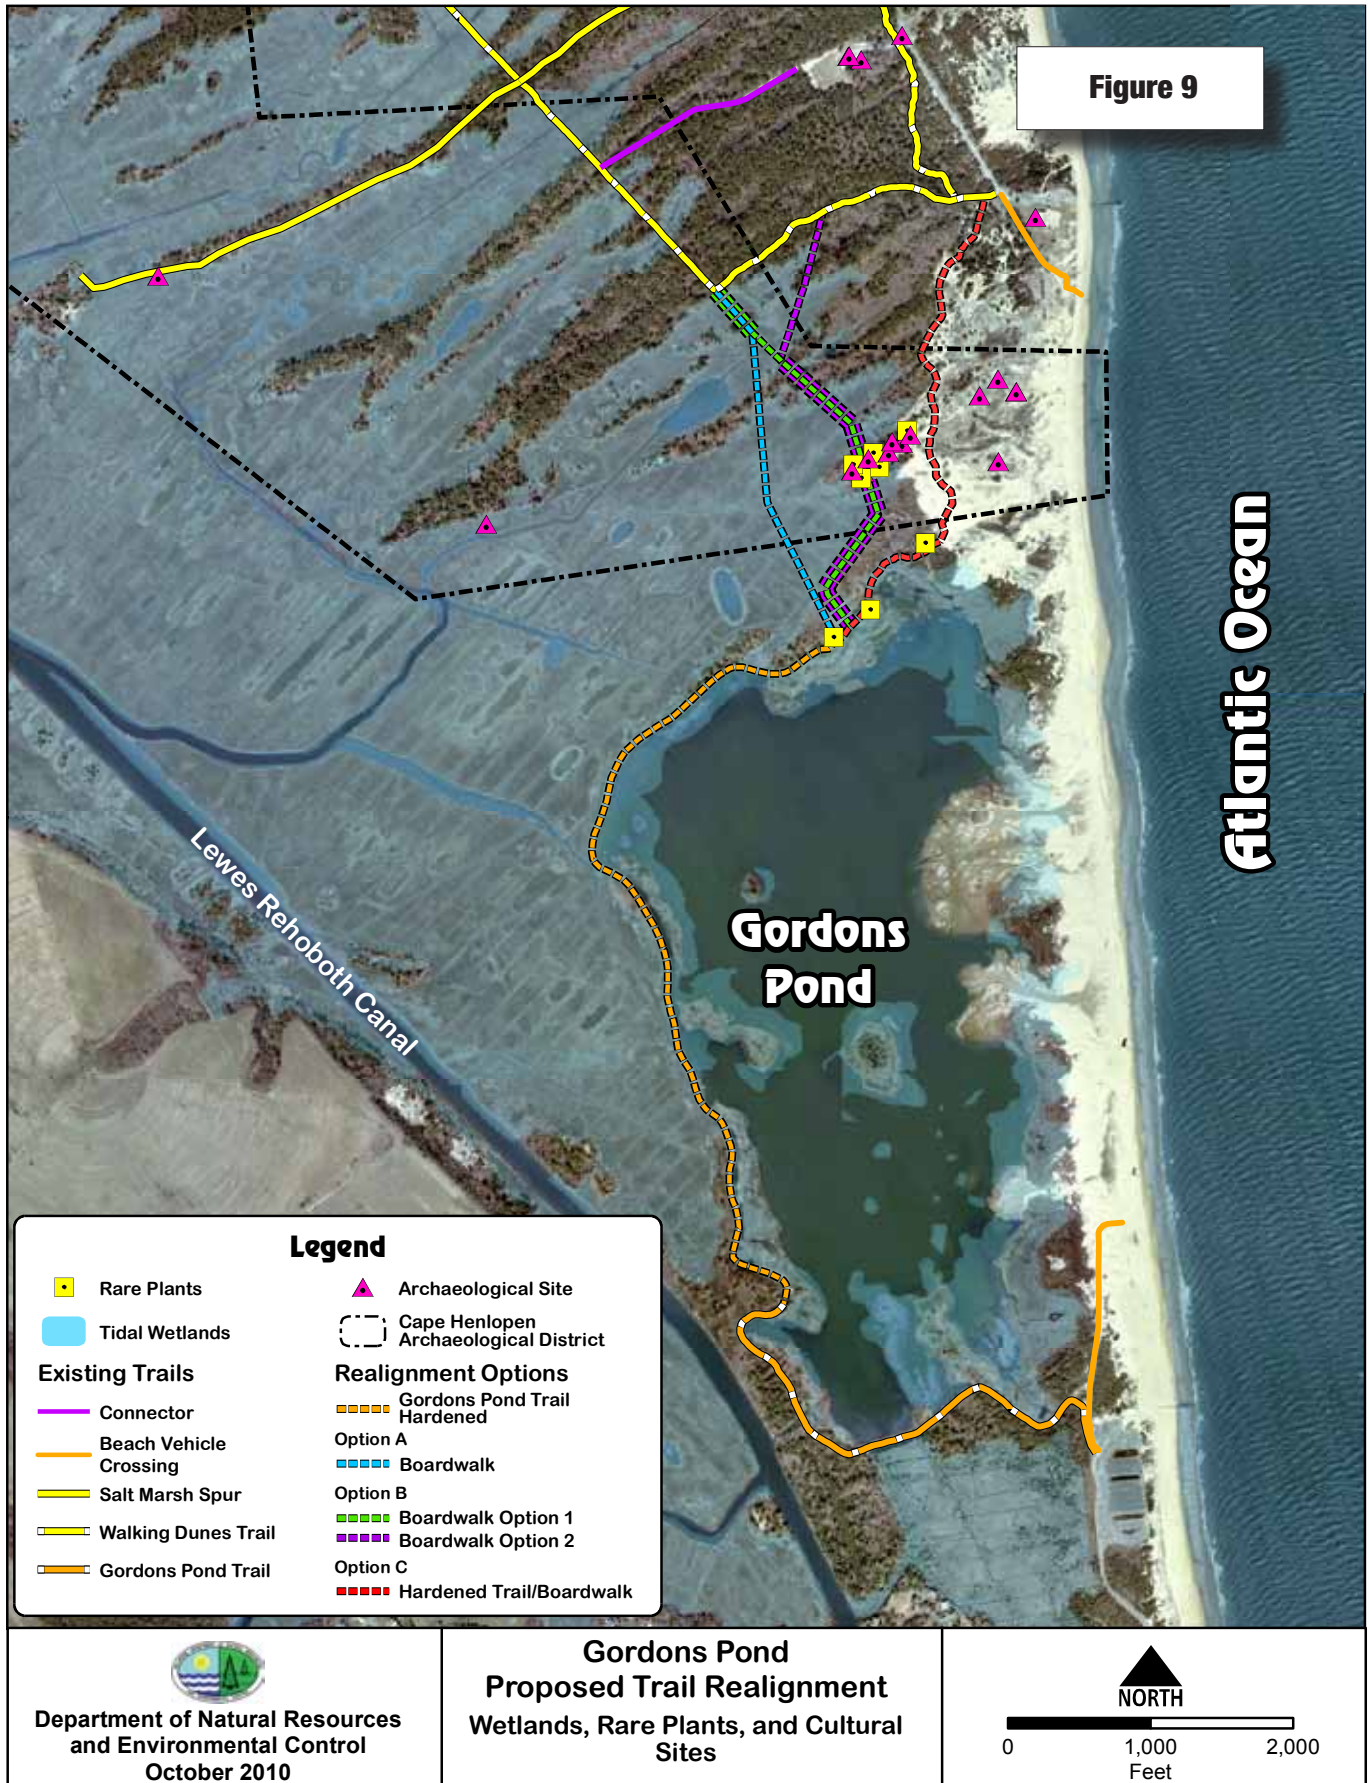 Figure 9
Atlantic Ocean
Gordons
Pond
Lewes Rehoboth Canal
Legend
Rare Plants
Tidal Wetlands
Existing Trails
Connector
Beach Vehicle
Crossing
Salt Marsh Spur
Walking Dunes Trail
Gordons Pond Trail
Archaeological Site
Cape Henlopen
Archaeological District
Realignment Options
Gordons Pond Trail
Hardened
Option A
Boardwalk
Option B
Boardwalk Option 1
Boardwalk Option 2
Option C
Hardened Trail/Boardwalk
Department of Natural Resources
and Environmental Control
October 2010
Gordons Pond
Proposed Trail Realignment
Wetlands, Rare Plants, and Cultural
Sites
NORTH
0 1,000 2,000
Feet